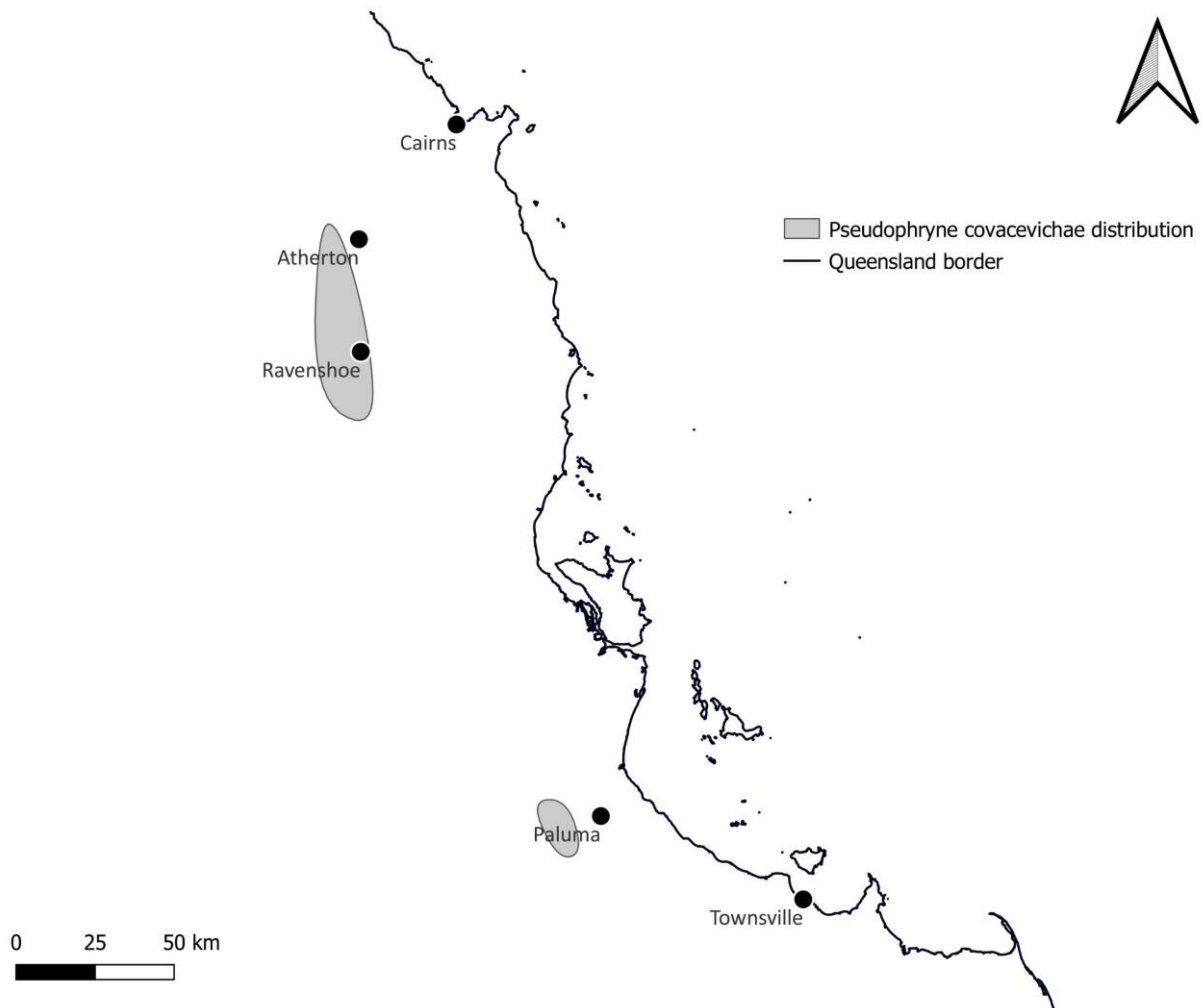 Cairns
Pseudophryne covacevichae distribution
Atherton
Queensland border
Ravenshoe
Paluma
Townsville
0 25 50 km